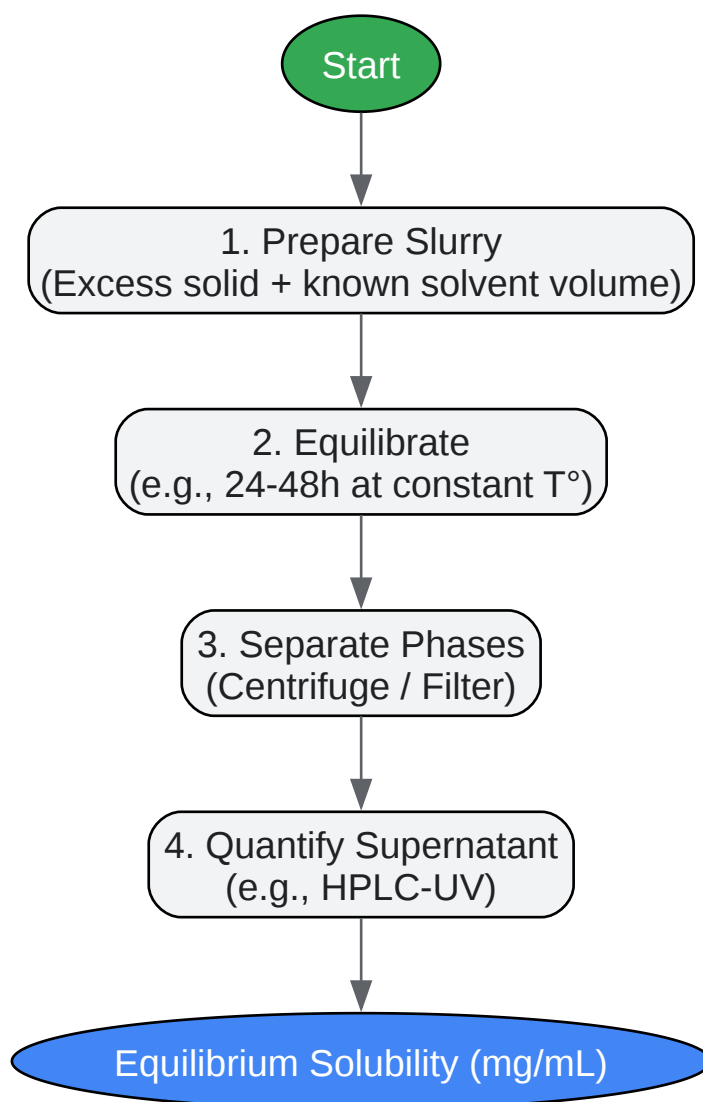 Start
1. Prepare Slurry
(Excess solid + known solvent volume)
2. Equilibrate
(e.g., 24-48h at constant T°)
3. Separate Phases
(Centrifuge / Filter)
4. Quantify Supernatant
(e.g., HPLC-UV)
Equilibrium Solubility (mg/mL)